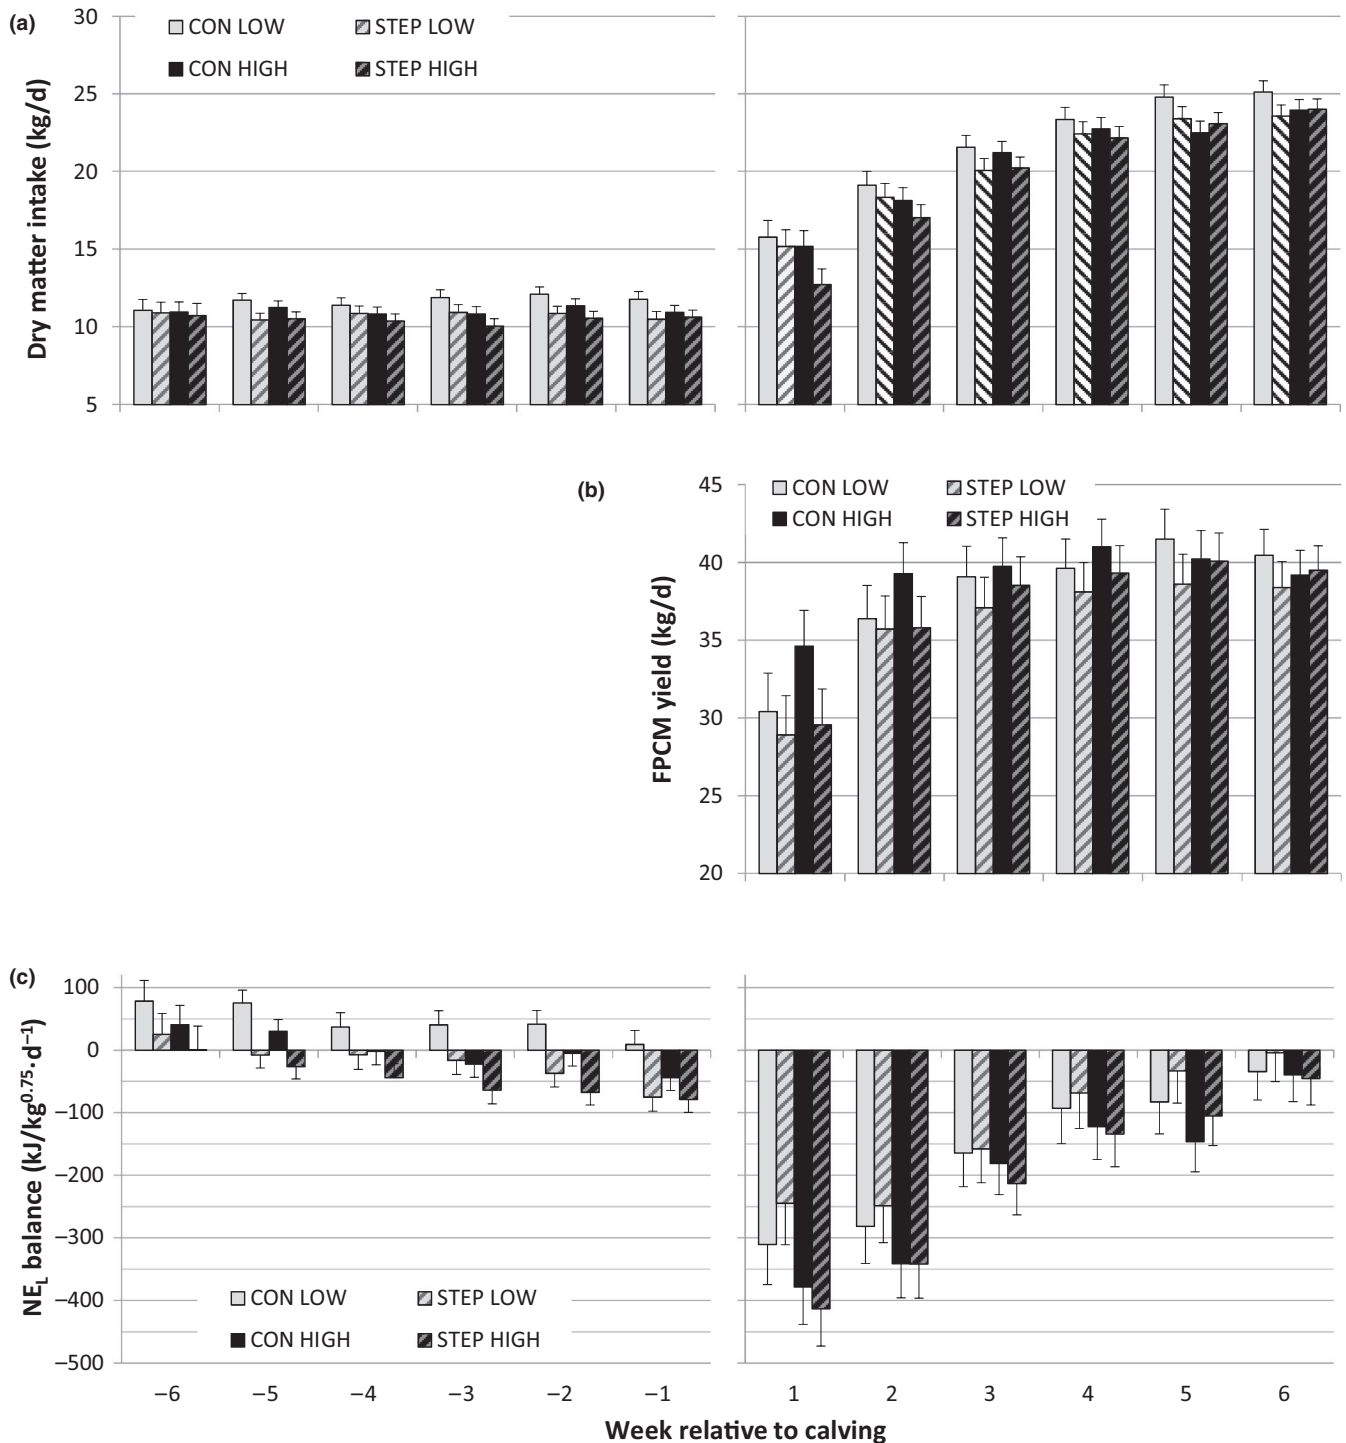 (a)
Dry matter intake (kg/d)
30
25
20
15
10
5
CON LOW
STEP LOW
CON HIGH
STEP HIGH
(b)
FPCM yield (kg/d)
45
40
35
30
25
20
CON LOW
STEP LOW
CON HIGH
STEP HIGH
(c)
NE_L balance (kJ/kg^0.75·d^−1)
100
0
−100
−200
−300
−400
−500
CON LOW
STEP LOW
CON HIGH
STEP HIGH
−6 −5 −4 −3 −2 −1 1 2 3 4 5 6
Week relative to calving